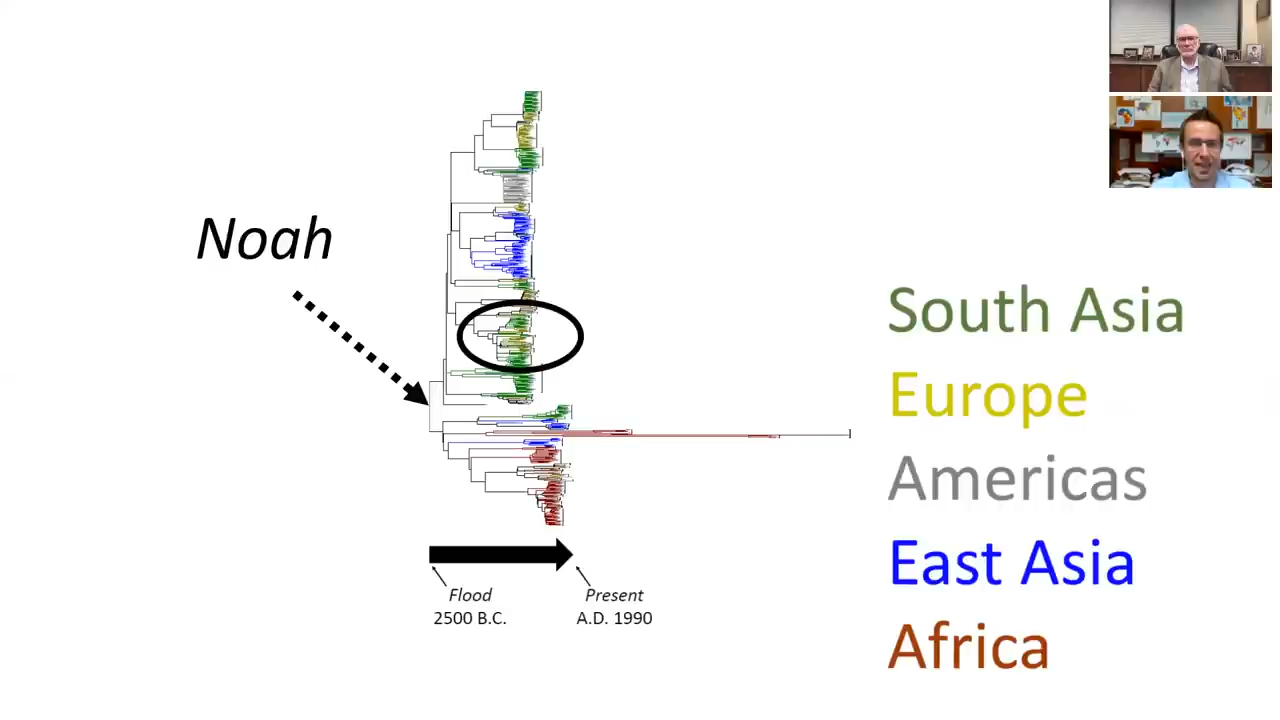 Noah
South Asia
Europe
Americas
East Asia
Africa
Flood
2500 B.C.
Present
A.D. 1990